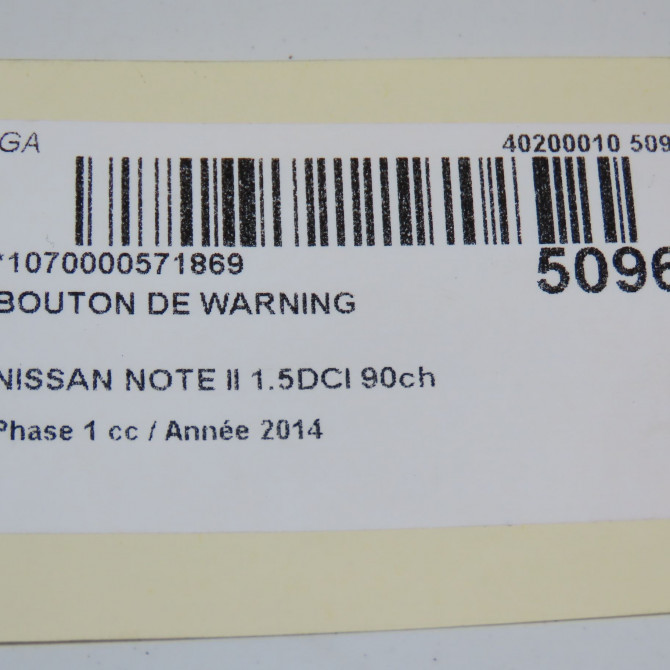 GA 40200010 509
*1070000571869
5096
BOUTON DE WARNING
NISSAN NOTE II 1.5DCI 90ch
Phase 1 cc / Année 2014